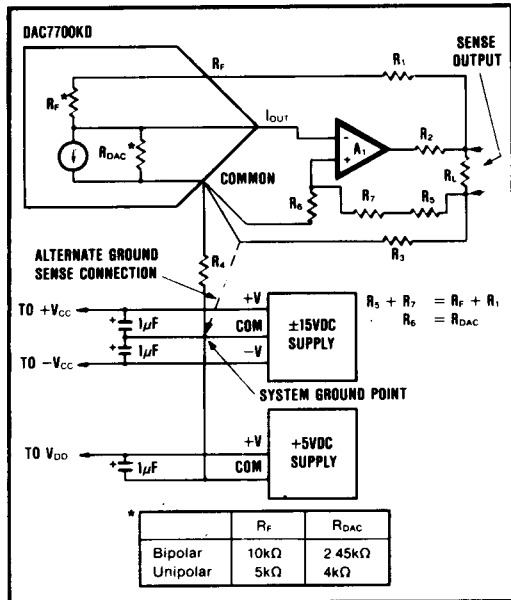 DAC7700KD
SENSE
OUTPUT
RF
R1
RF*
IOUT
RDAC*
A1
-
+
R2
RL
COMMON
R6
R7
R5
R3
R4
ALTERNATE GROUND
SENSE CONNECTION
TO +VCC
+ 1μF
+ 1μF
TO −VCC
+V
COM
−V
±15VDC
SUPPLY
R5 + R7 = RF + R1
R6 = RDAC
SYSTEM GROUND POINT
TO VDD
+ 1μF
+V
COM
+5VDC
SUPPLY
*
RF RDAC
Bipolar 10kΩ 2.45kΩ
Unipolar 5kΩ 4kΩ